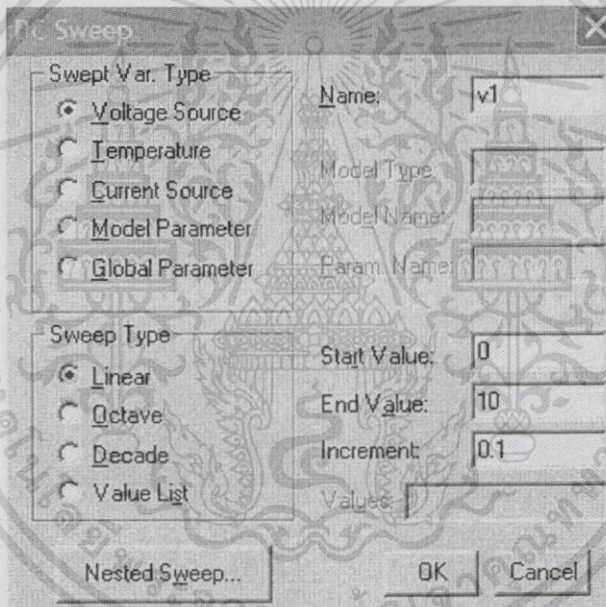 DC Sweep
Swept Var. Type
Voltage Source
Temperature
Current Source
Model Parameter
Global Parameter
Name: v1
Model Type:
Model Name:
Param. Name:
Sweep Type
Linear
Octave
Decade
Value List
Start Value: 0
End Value: 10
Increment: 0.1
Values:
Nested Sweep...
OK
Cancel